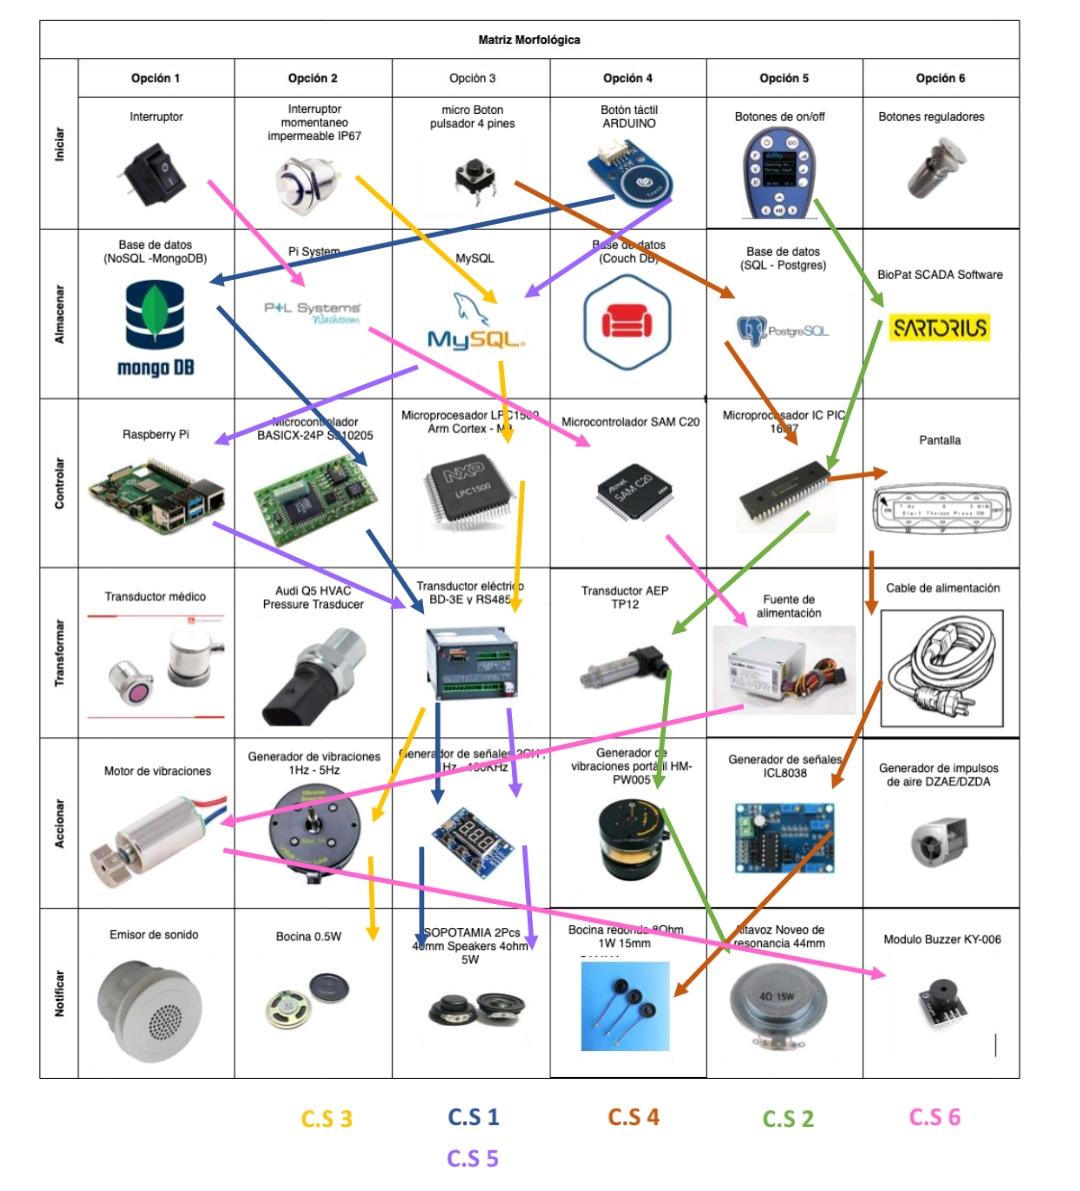 Matriz Morfológica
Opción 1
Opción 2
Opción 3
Opción 4
Opción 5
Opción 6
Iniciar
Interruptor
Interruptor
momentaneo
impermeable IP67
micro Boton
pulsador 4 pines
Botón táctil
ARDUINO
Botones de on/off
Botones reguladores
Almacenar
Base de datos
(NoSQL -MongoDB)
mongo DB
Pi System
P+L Systems
Washroom
MySQL
MySQL
Base de datos
(Couch DB)
Base de datos
(SQL - Postgres)
PostgreSQL
BioPat SCADA Software
SARTORIUS
Controlar
Raspberry Pi
Microcontrolador
BASICX-24P S310205
Microprocesador LPC1500
Arm Cortex - M3
NXP
LPC1500
Microcontrolador SAM C20
Atmel
SAM C20
Microprocesador IC PIC
16F87
Pantalla
Transformar
Transductor médico
Audi Q5 HVAC
Pressure Trasducer
Transductor eléctrico
BD-3E y RS485
Transductor AEP
TP12
Fuente de
alimentación
Cable de alimentación
Accionar
Motor de vibraciones
Generador de vibraciones
1Hz - 5Hz
Generador de señales 2CH,
1Hz - 150KHz
Generador de
vibraciones portátil HM-
PW005
Generador de señales
ICL8038
Generador de impulsos
de aire DZAE/DZDA
Notificar
Emisor de sonido
Bocina 0.5W
SOPOTAMIA 2Pcs
40mm Speakers 4ohm
5W
Bocina redonda 8Ohm
1W 15mm
Altavoz Noveo de
resonancia 44mm
4Ω 15W
Modulo Buzzer KY-006
C.S 3
C.S 1
C.S 4
C.S 2
C.S 6
C.S 5